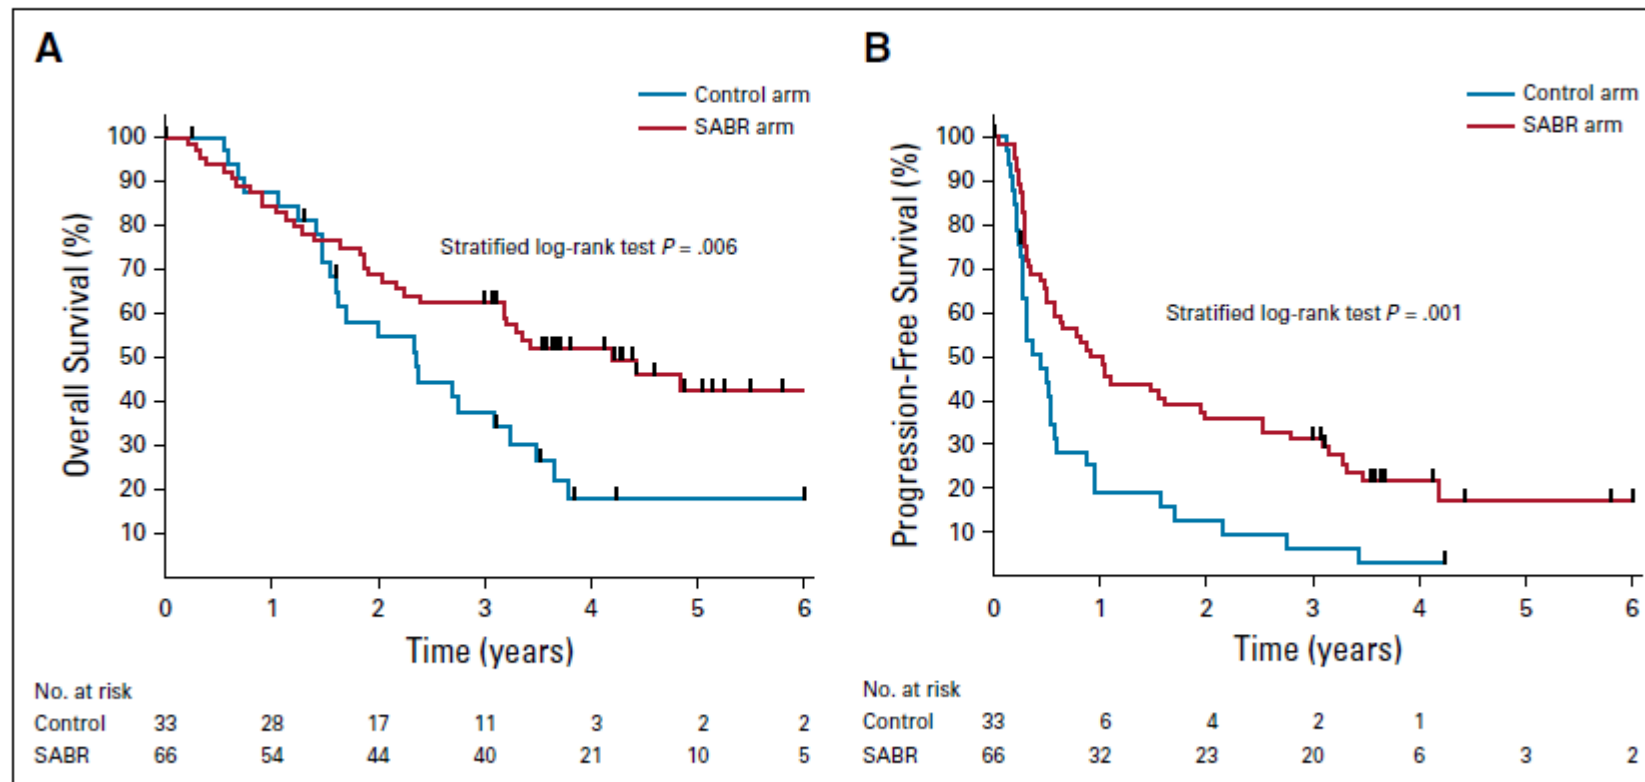 A
Control arm
SABR arm
Overall Survival (%)
100
90
80
70
60
50
40
30
20
10
Stratified log-rank test P = .006
0 1 2 3 4 5 6
Time (years)
No. at risk
Control 33 28 17 11 3 2 2
SABR 66 54 44 40 21 10 5
B
Control arm
SABR arm
Progression-Free Survival (%)
100
90
80
70
60
50
40
30
20
10
Stratified log-rank test P = .001
0 1 2 3 4 5 6
Time (years)
No. at risk
Control 33 6 4 2 1
SABR 66 32 23 20 6 3 2